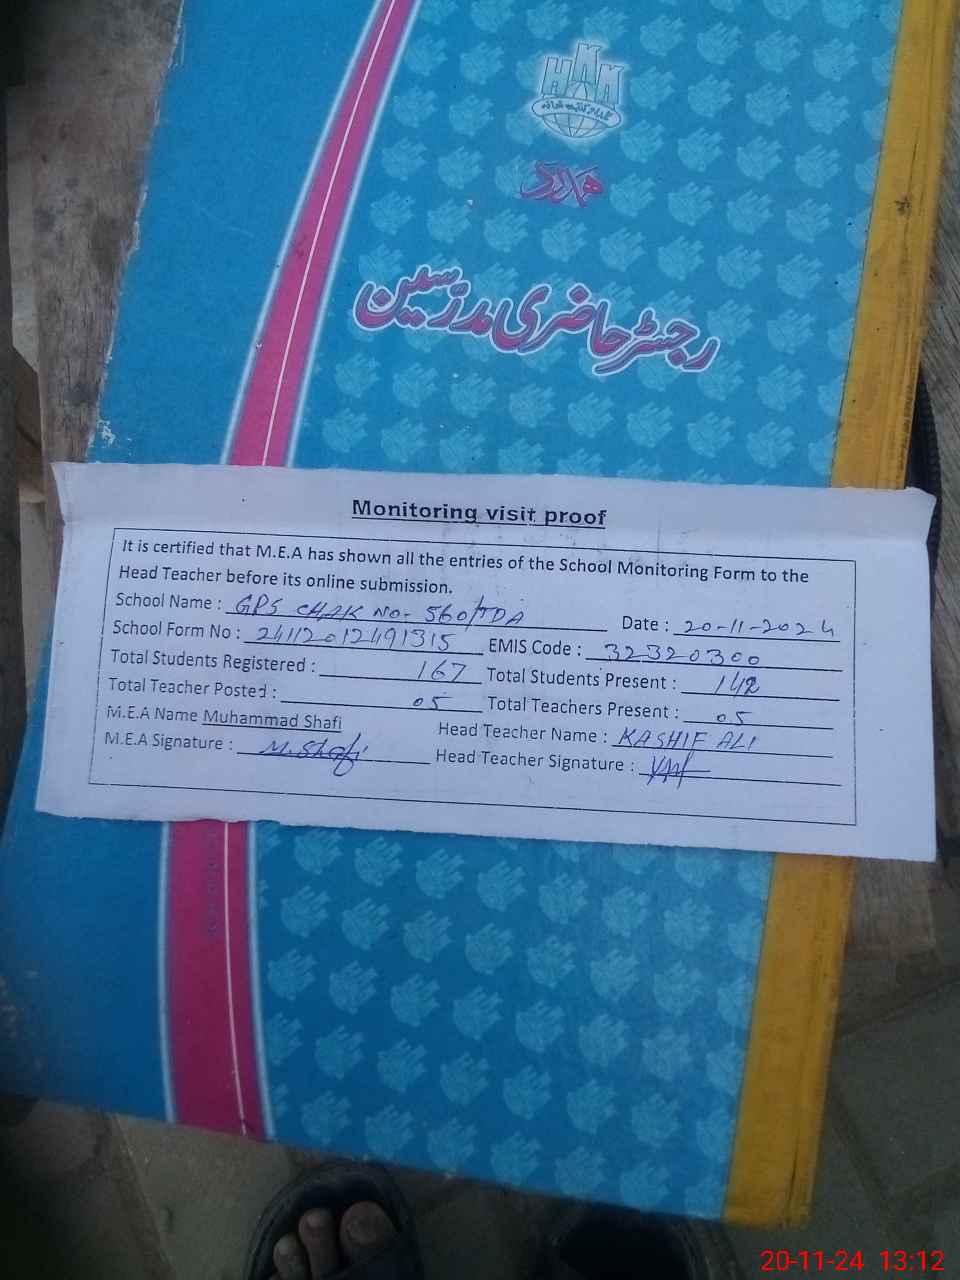 HKK
ہمدرد
رجسٹر حاضری مدرسین
Monitoring visit proof
It is certified that M.E.A has shown all the entries of the School Monitoring Form to the
Head Teacher before its online submission.
School Name : GPS CHAK NO- 560/TDA Date : 20-11-2024
School Form No : 24112012491315 EMIS Code : 32320300
Total Students Registered : 167 Total Students Present : 142
Total Teacher Posted : 05 Total Teachers Present : 05
M.E.A Name Muhammad Shafi Head Teacher Name : KASHIF ALI
M.E.A Signature : M. Shafi Head Teacher Signature :
20-11-24 13:12